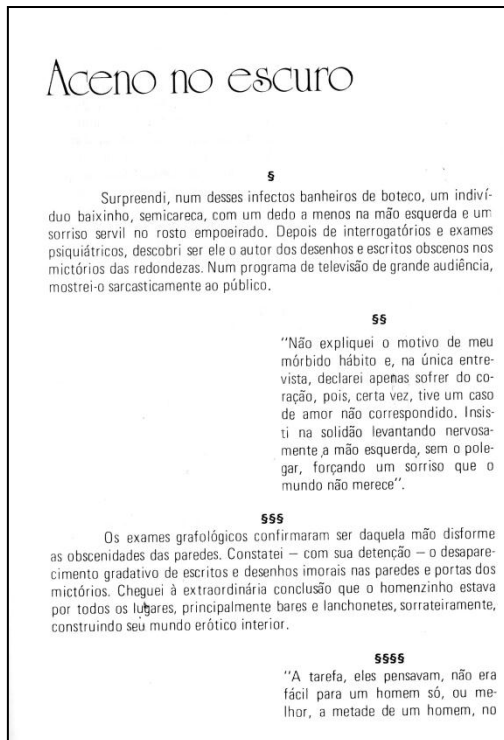 Aceno no escuro
§
Surpreendi, num desses infectos banheiros de boteco, um indiví-
duo baixinho, semicareca, com um dedo a menos na mão esquerda e um
sorriso servil no rosto empoeirado. Depois de interrogatórios e exames
psiquiátricos, descobri ser ele o autor dos desenhos e escritos obscenos nos
mictórios das redondezas. Num programa de televisão de grande audiência,
mostrei-o sarcasticamente ao público.
§§
"Não expliquei o motivo de meu
mórbido hábito e, na única entre-
vista, declarei apenas sofrer do co-
ração, pois, certa vez, tive um caso
de amor não correspondido. Insis-
ti na solidão levantando nervosa-
mente a mão esquerda, sem o pole-
gar, forçando um sorriso que o
mundo não merece".
§§§
Os exames grafológicos confirmaram ser daquela mão disforme
as obscenidades das paredes. Constatei – com sua detenção – o desapare-
cimento gradativo de escritos e desenhos imorais nas paredes e portas dos
mictórios. Cheguei à extraordinária conclusão que o homenzinho estava
por todos os lugares, principalmente bares e lanchonetes, sorrateiramente,
construindo seu mundo erótico interior.
§§§§
"A tarefa, eles pensavam, não era
fácil para um homem só, ou me-
lhor, a metade de um homem, no